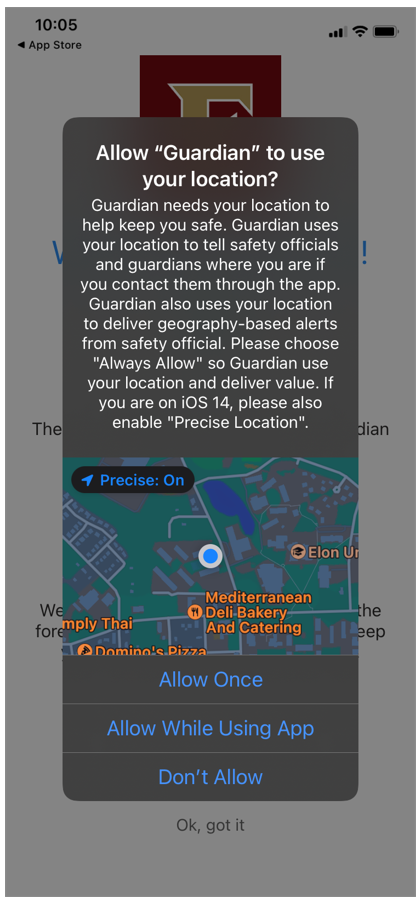 10:05
◀ App Store
Allow “Guardian” to use
your location?
Guardian needs your location to
help keep you safe. Guardian uses
your location to tell safety officials
and guardians where you are if
you contact them through the app.
Guardian also uses your location
to deliver geography-based alerts
from safety official. Please choose
"Always Allow" so Guardian use
your location and deliver value. If
you are on iOS 14, please also
enable "Precise Location".
The
dian
Precise: On
Elon Ur
Mediterranean
Deli Bakery
And Catering
We
the
fore
eep
mply Thai
Domino's Pizza
Allow Once
Allow While Using App
Don’t Allow
Ok, got it